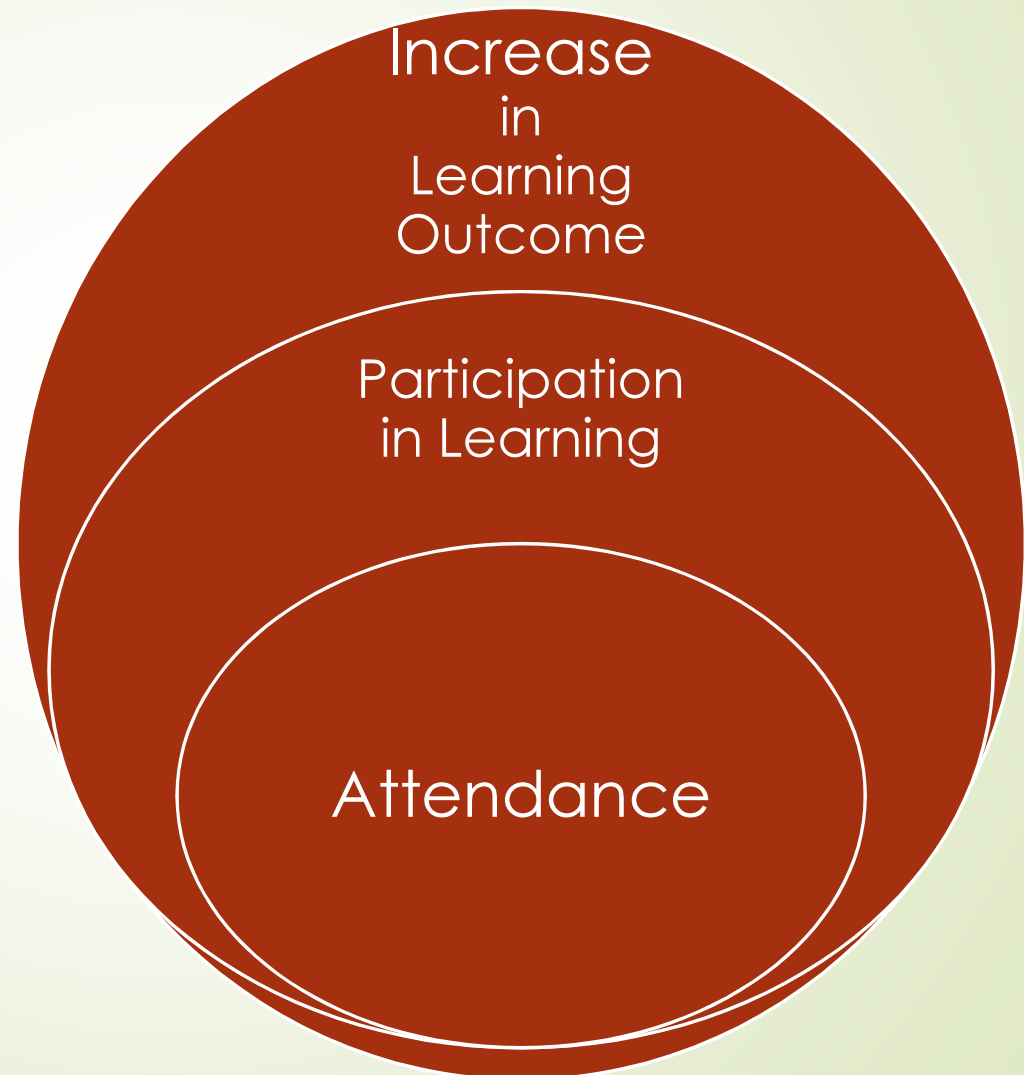 Increase
in
Learning
Outcome
Participation
in Learning
Attendance